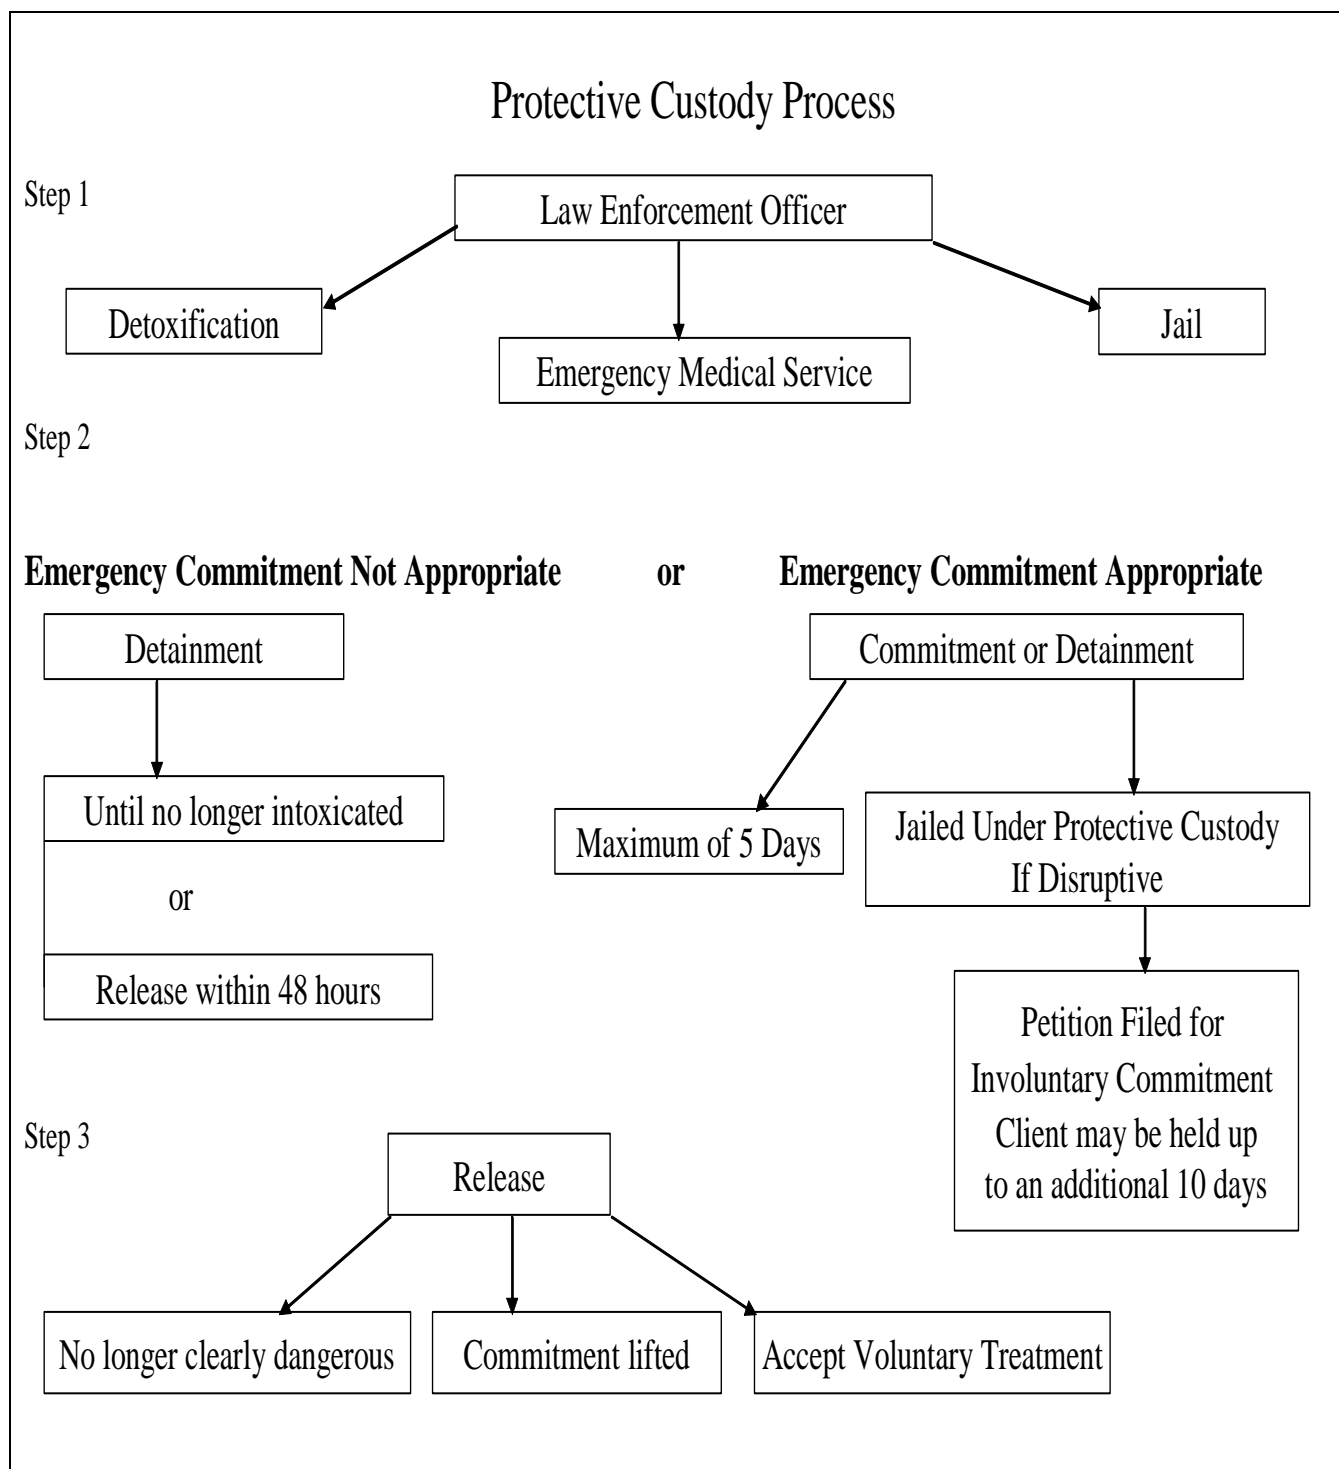 Protective Custody Process
Step 1
Law Enforcement Officer
Detoxification
Jail
Emergency Medical Service
Step 2
Emergency Commitment Not Appropriate or Emergency Commitment Appropriate
Detainment
Commitment or Detainment
Until no longer intoxicated
Maximum of 5 Days
Jailed Under Protective Custody
If Disruptive
or
Release within 48 hours
Petition Filed for
Involuntary Commitment
Client may be held up
to an additional 10 days
Step 3
Release
No longer clearly dangerous
Commitment lifted
Accept Voluntary Treatment